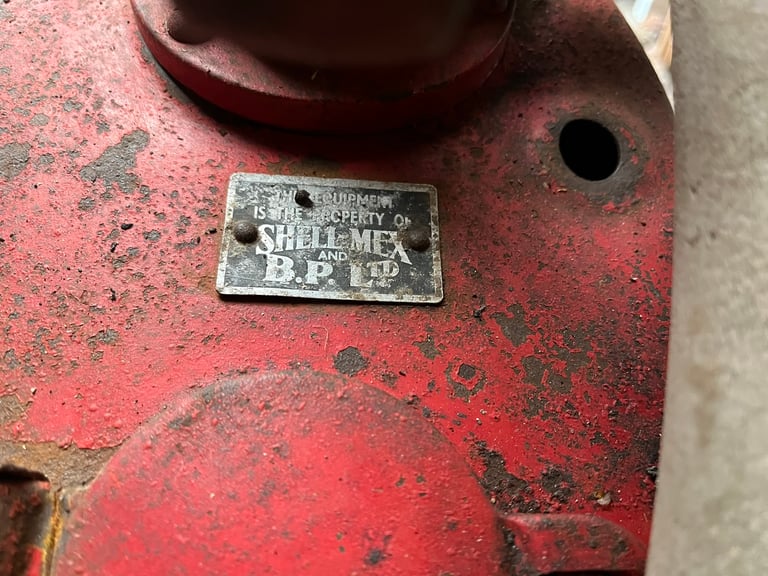 THIS EQUIPMENT
IS THE PROPERTY OF
SHELL-MEX
AND
B.P. LTD